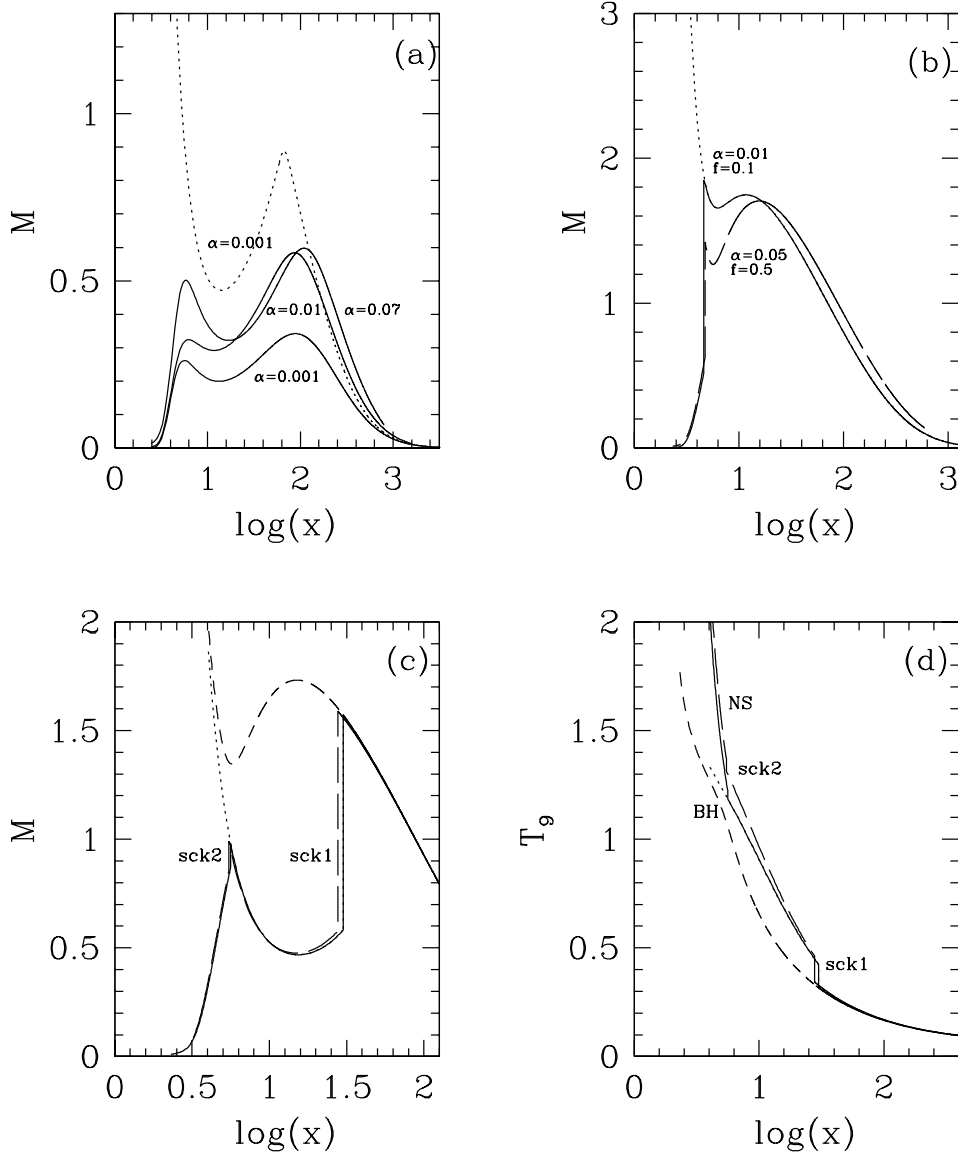 (a)
M
1
0.5
0
α=0.001
α=0.01
α=0.07
α=0.001
0 1 2 3
log(x)
(b)
M
3
2
1
0
α=0.01
f=0.1
α=0.05
f=0.5
0 1 2 3
log(x)
(c)
M
2
1.5
1
0.5
0
sck2
sck1
0 0.5 1 1.5 2
log(x)
(d)
T9
2
1.5
1
0.5
0
NS
sck2
BH
sck1
0 1 2
log(x)